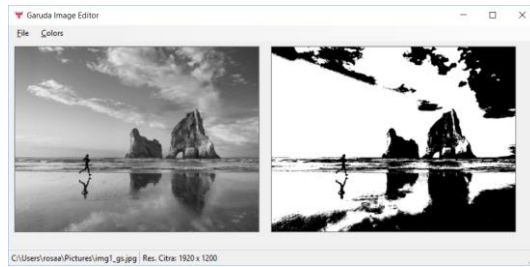 Garuda Image Editor
File Colors
C:\Users\rosaa\Pictures\img1_gs.jpg Res. Citra: 1920 x 1200